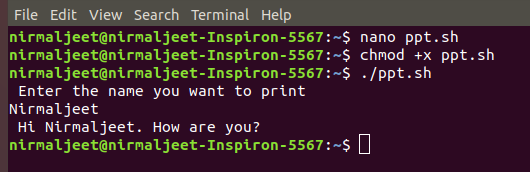 File Edit View Search Terminal Help
nirmaljeet@nirmaljeet-Inspiron-5567:~$ nano ppt.sh
nirmaljeet@nirmaljeet-Inspiron-5567:~$ chmod +x ppt.sh
nirmaljeet@nirmaljeet-Inspiron-5567:~$ ./ppt.sh
 Enter the name you want to print
Nirmaljeet
 Hi Nirmaljeet. How are you?
nirmaljeet@nirmaljeet-Inspiron-5567:~$